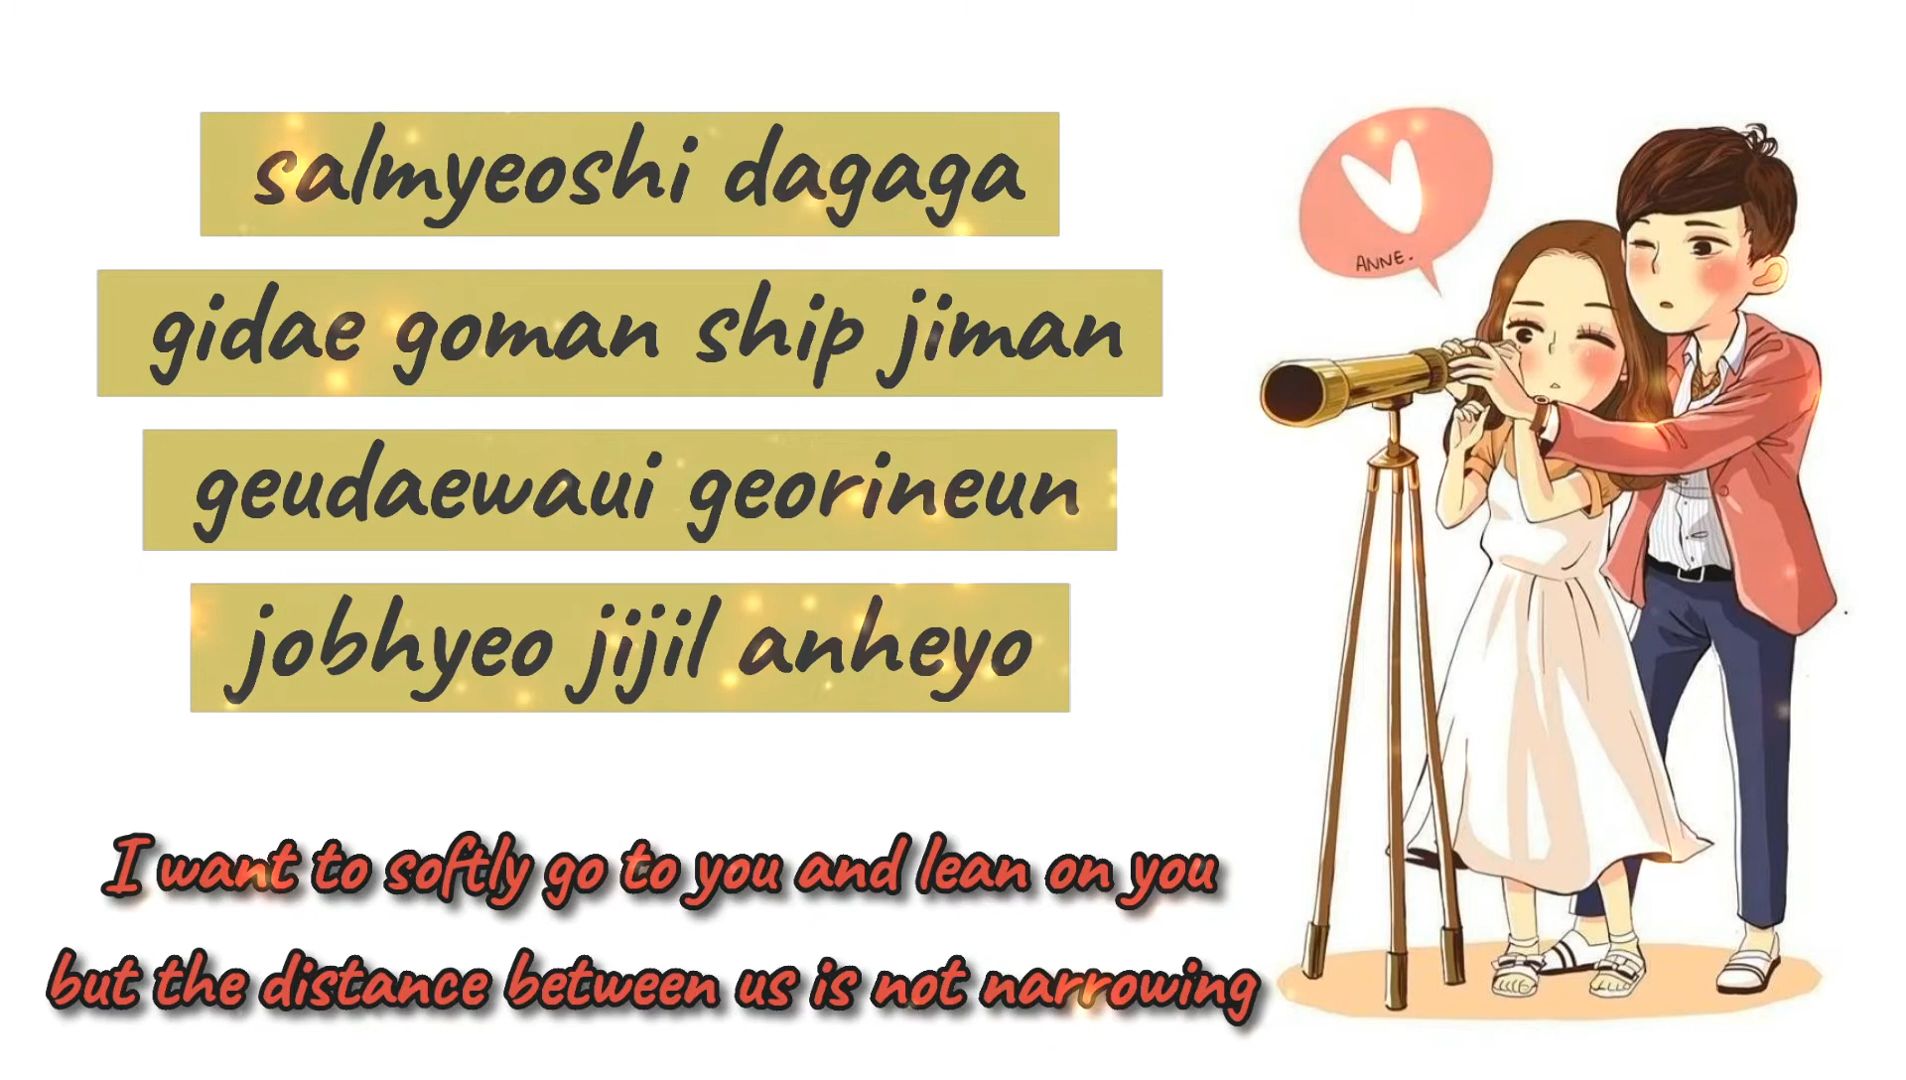 salmyeoshi dagaga
gidae goman ship jiman
geudaewaui georineun
jobhyeo jijil anheyo
I want to softly go to you and lean on you
but the distance between us is not narrowing
ANNE.